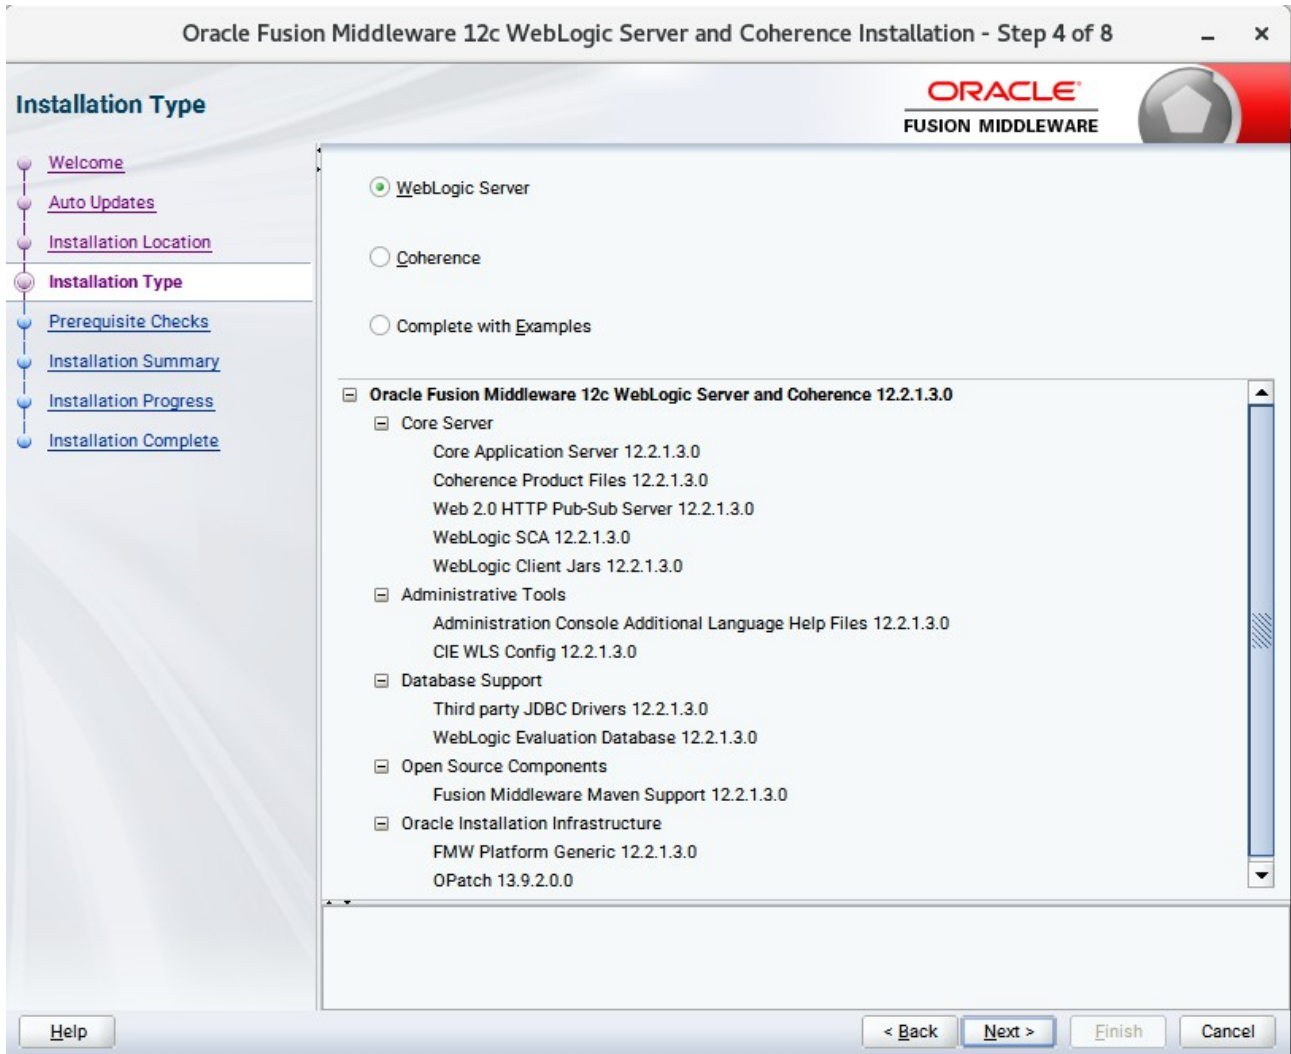 Oracle Fusion Middleware 12c WebLogic Server and Coherence Installation - Step 4 of 8
Installation Type
ORACLE
FUSION MIDDLEWARE
Welcome
Auto Updates
Installation Location
Installation Type
Prerequisite Checks
Installation Summary
Installation Progress
Installation Complete
WebLogic Server
Coherence
Complete with Examples
Oracle Fusion Middleware 12c WebLogic Server and Coherence 12.2.1.3.0
Core Server
Core Application Server 12.2.1.3.0
Coherence Product Files 12.2.1.3.0
Web 2.0 HTTP Pub-Sub Server 12.2.1.3.0
WebLogic SCA 12.2.1.3.0
WebLogic Client Jars 12.2.1.3.0
Administrative Tools
Administration Console Additional Language Help Files 12.2.1.3.0
CIE WLS Config 12.2.1.3.0
Database Support
Third party JDBC Drivers 12.2.1.3.0
WebLogic Evaluation Database 12.2.1.3.0
Open Source Components
Fusion Middleware Maven Support 12.2.1.3.0
Oracle Installation Infrastructure
FMW Platform Generic 12.2.1.3.0
OPatch 13.9.2.0.0
Help
< Back
Next >
Finish
Cancel